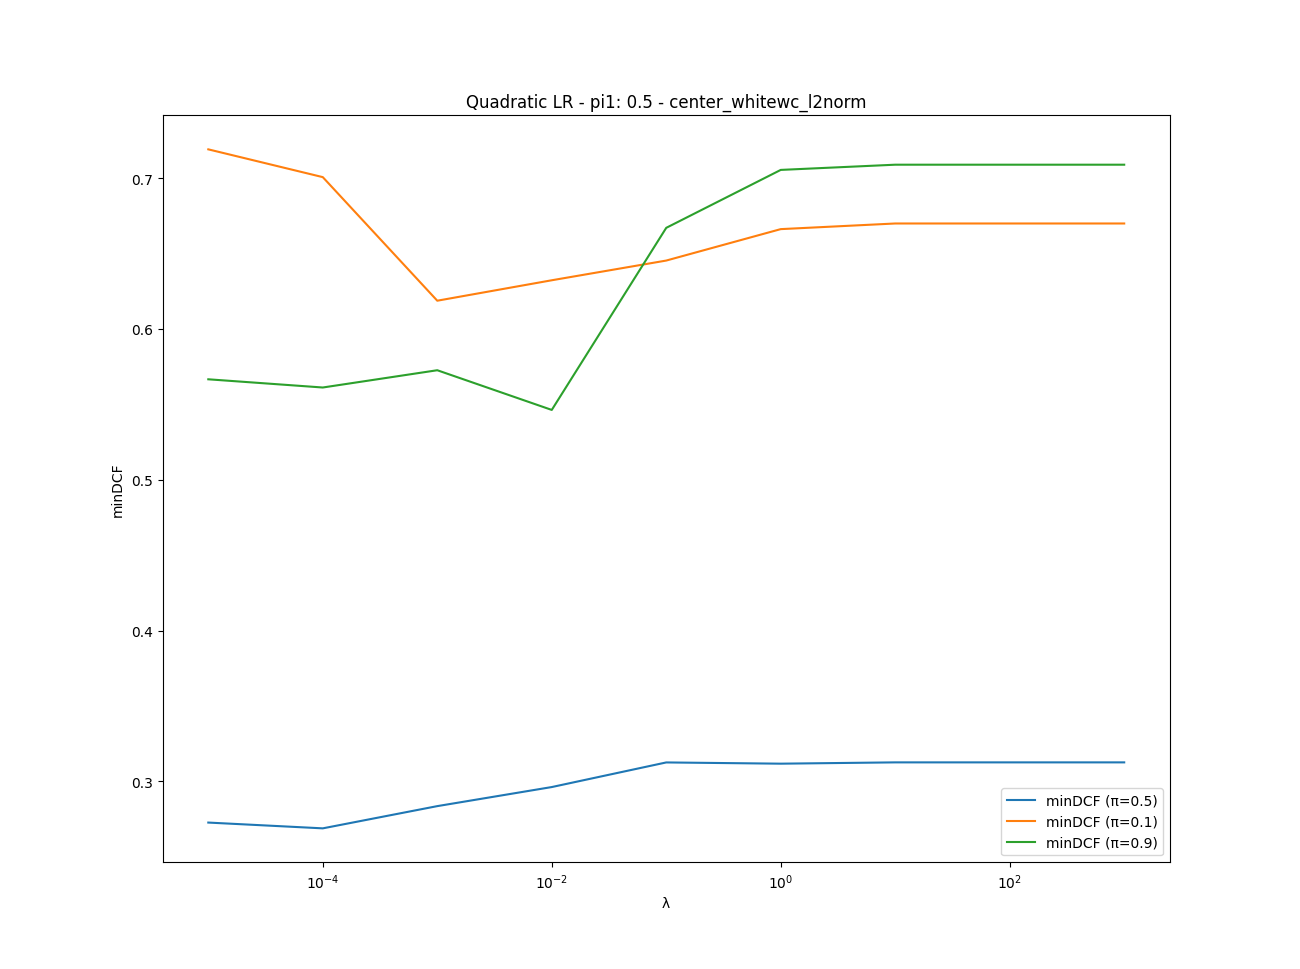 Quadratic LR - pi1: 0.5 - center_whitewc_l2norm
minDCF
0.7
0.6
0.5
0.4
0.3
10⁻⁴
10⁻²
10⁰
10²
λ
minDCF (π=0.5)
minDCF (π=0.1)
minDCF (π=0.9)